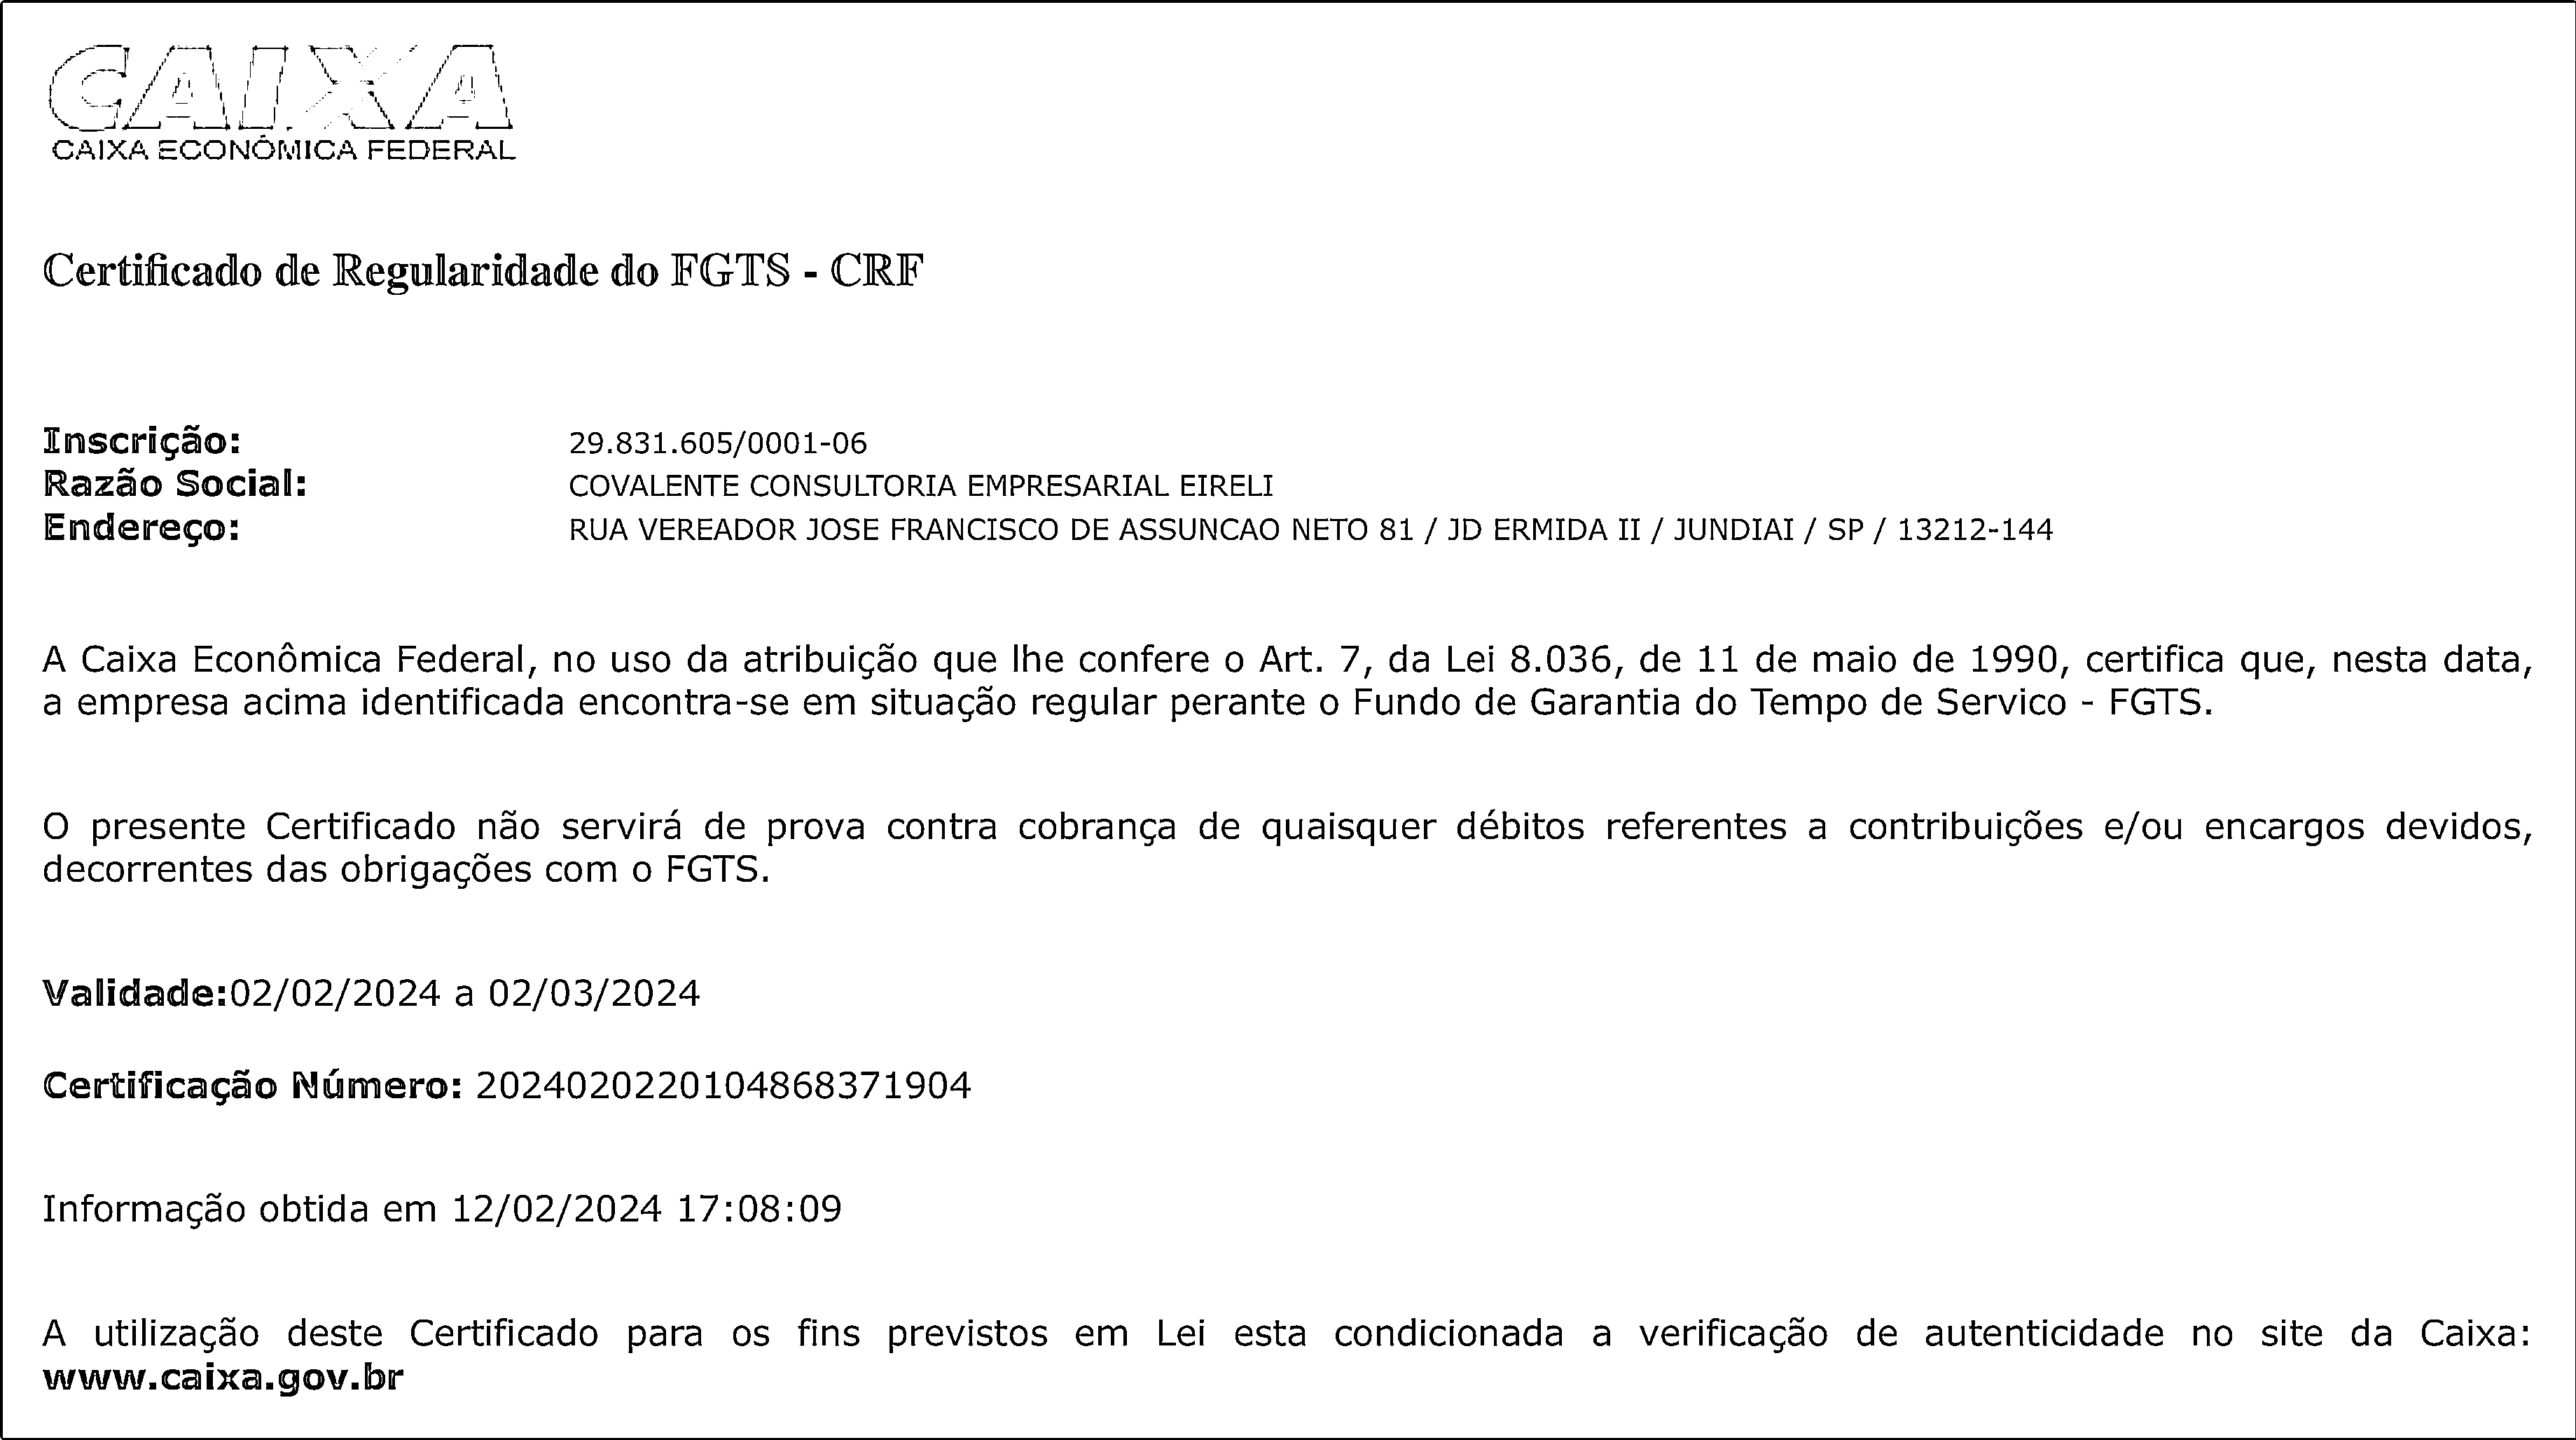 CAIXA
CAIXA ECONÔMICA FEDERAL
Certificado de Regularidade do FGTS - CRF
Inscrição: 29.831.605/0001-06
Razão Social: COVALENTE CONSULTORIA EMPRESARIAL EIRELI
Endereço: RUA VEREADOR JOSE FRANCISCO DE ASSUNCAO NETO 81 / JD ERMIDA II / JUNDIAI / SP / 13212-144
A Caixa Econômica Federal, no uso da atribuição que lhe confere o Art. 7, da Lei 8.036, de 11 de maio de 1990, certifica que, nesta data,
a empresa acima identificada encontra-se em situação regular perante o Fundo de Garantia do Tempo de Servico - FGTS.
O presente Certificado não servirá de prova contra cobrança de quaisquer débitos referentes a contribuições e/ou encargos devidos,
decorrentes das obrigações com o FGTS.
Validade:02/02/2024 a 02/03/2024
Certificação Número: 2024020220104868371904
Informação obtida em 12/02/2024 17:08:09
A utilização deste Certificado para os fins previstos em Lei esta condicionada a verificação de autenticidade no site da Caixa:
www.caixa.gov.br